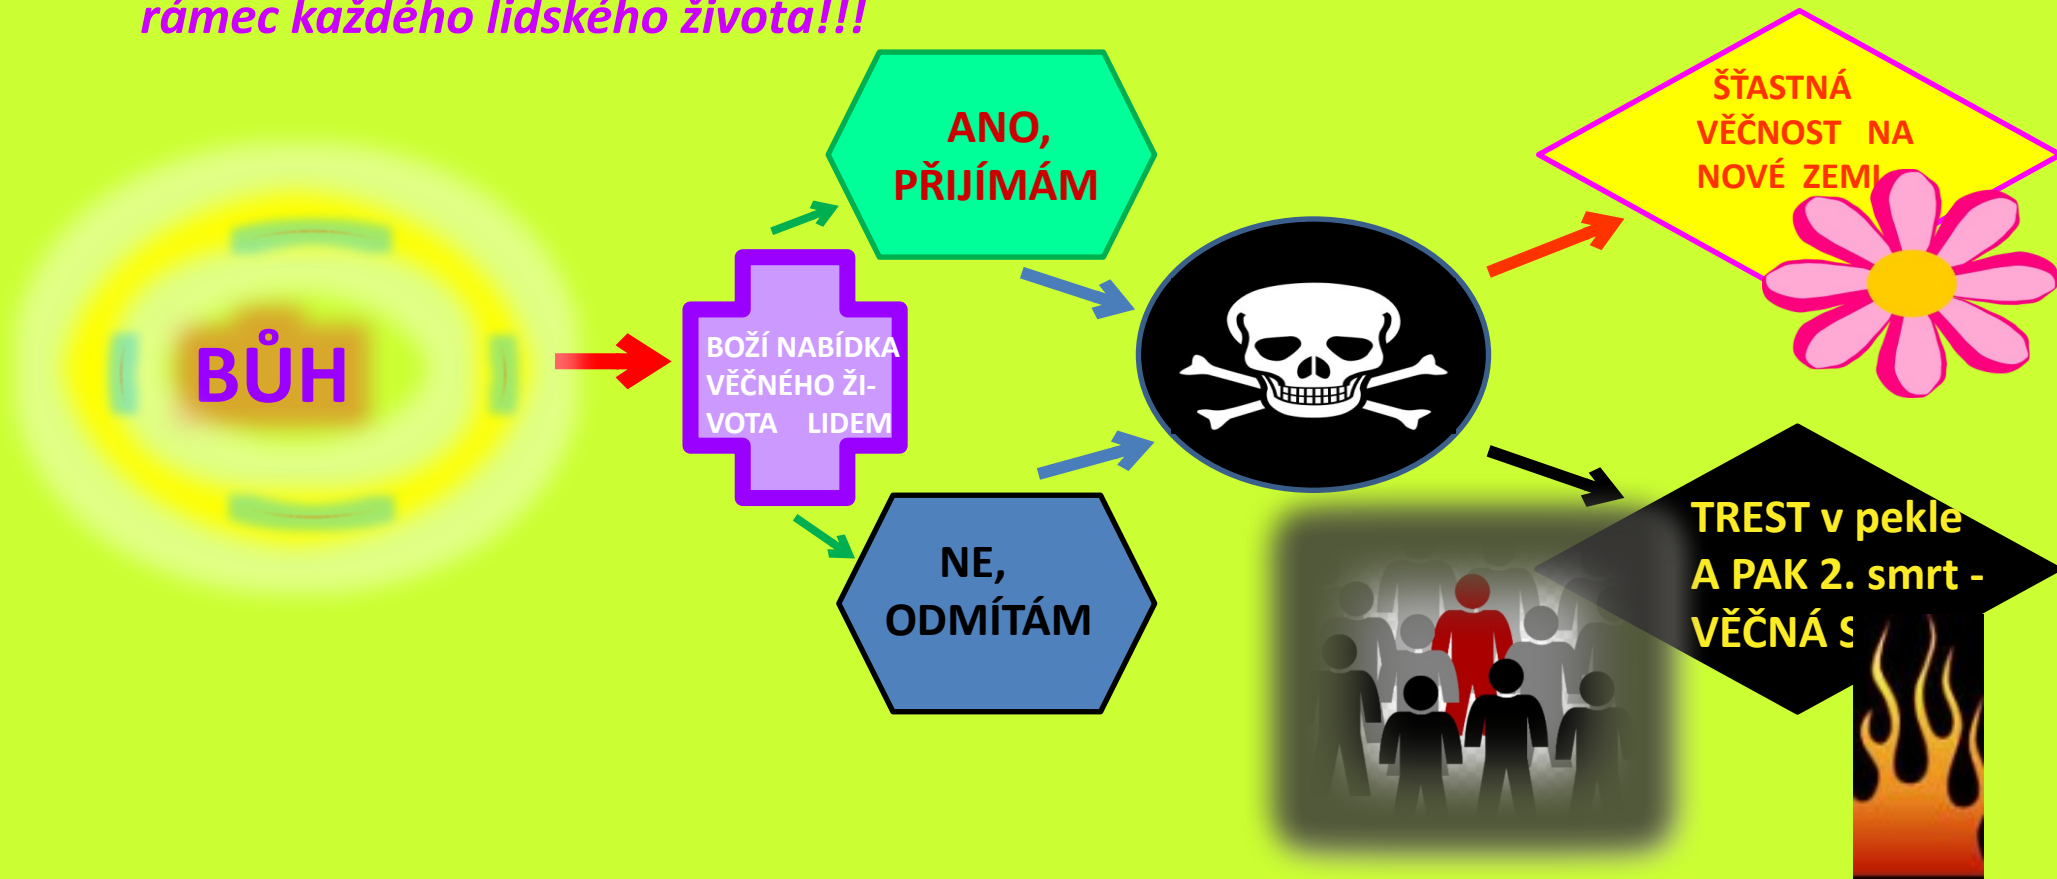 rámec každého lidského života!!!
ANO,
PŘIJÍMÁM
ŠŤASTNÁ
VĚČNOST NA
NOVÉ ZEMI
BŮH
BOŽÍ NABÍDKA
VĚČNÉHO ŽI-
VOTA LIDEM
NE,
ODMÍTÁM
TREST v pekle
A PAK 2. smrt -
VĚČNÁ